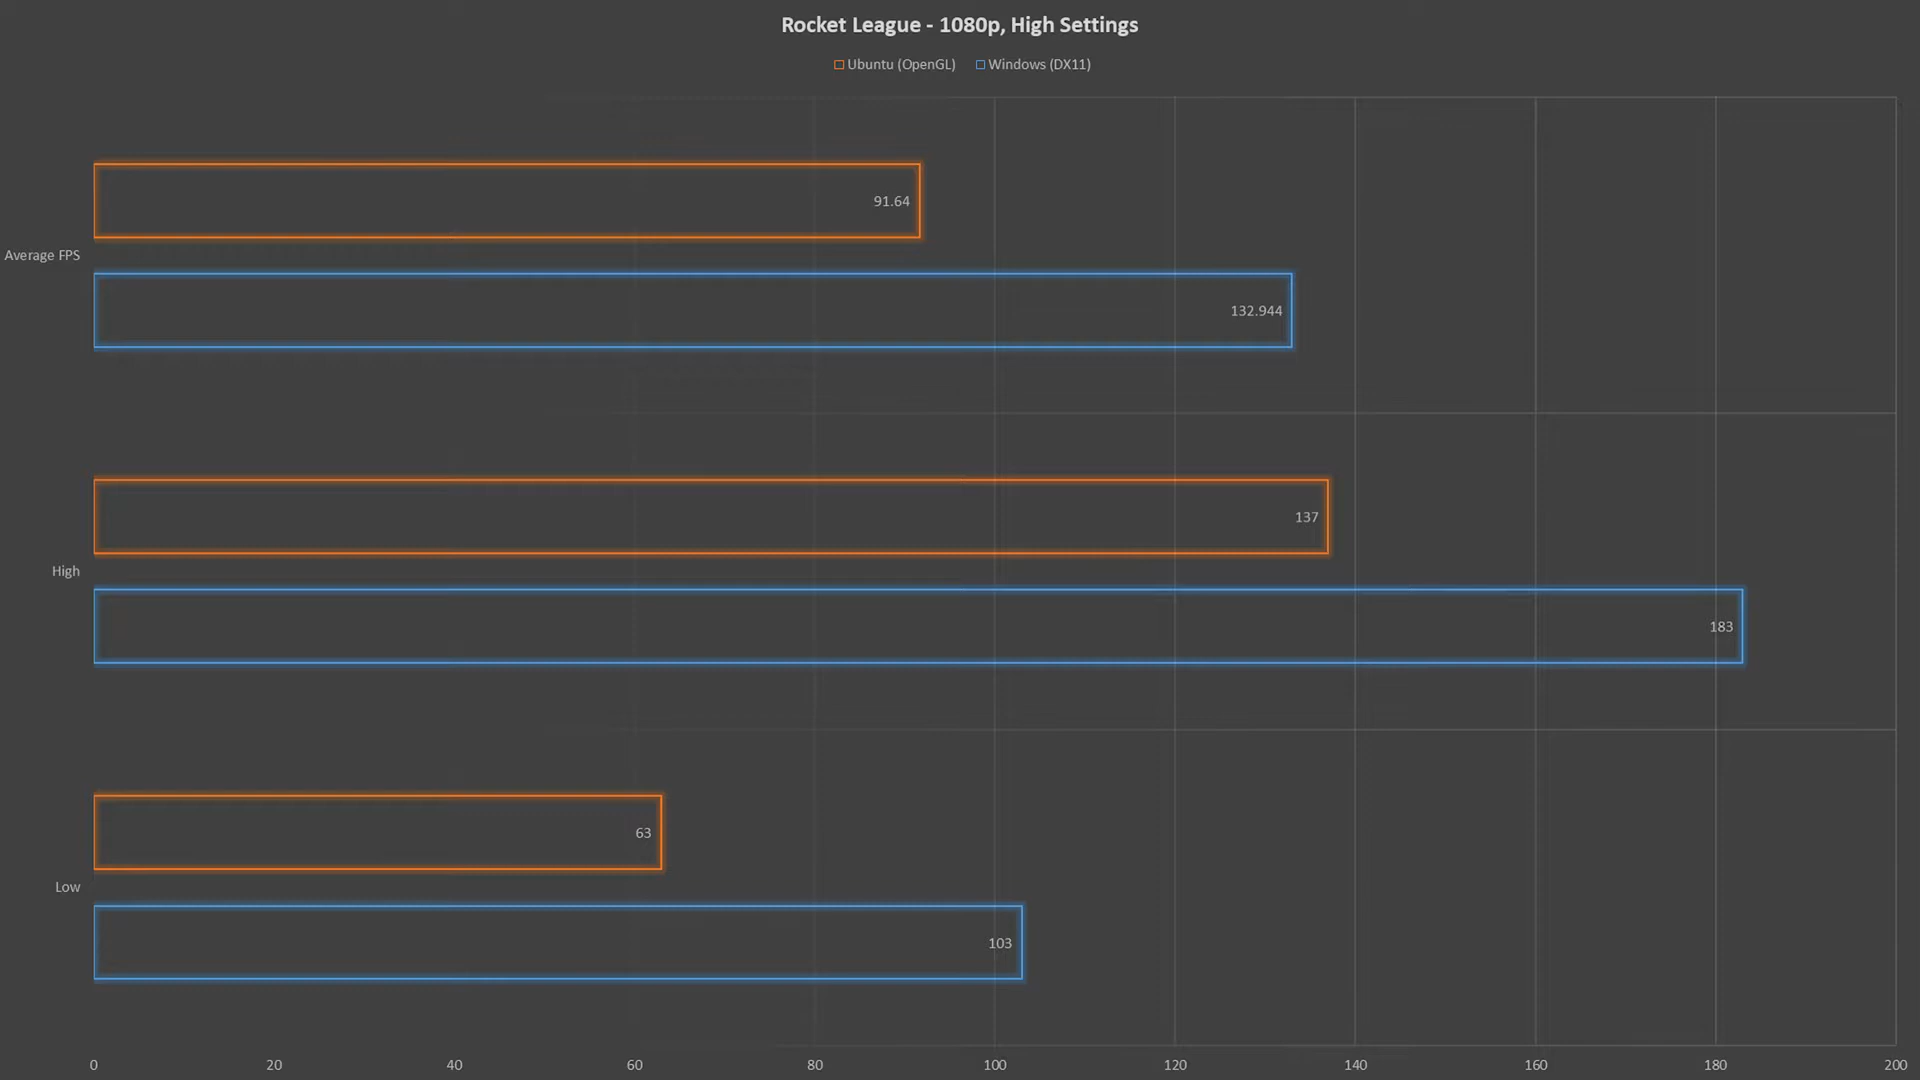 Rocket League - 1080p, High Settings
Ubuntu (OpenGL) Windows (DX11)
91.64
Average FPS
132.944
137
High
183
63
Low
103
0 20 40 60 80 100 120 140 160 180 200